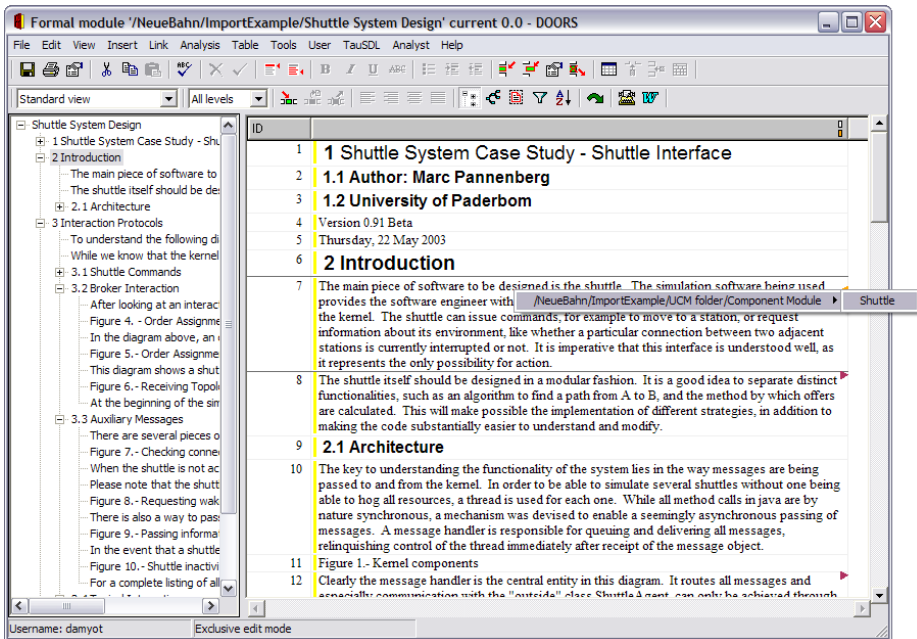 Formal module '/NeueBahn/ImportExample/Shuttle System Design' current 0.0 - DOORS
File Edit View Insert Link Analysis Table Tools User TauSDL Analyst Help
B I U ABC
Standard view All levels
Shuttle System Design
1 Shuttle System Case Study - Shu
2 Introduction
The main piece of software to
The shuttle itself should be des
2.1 Architecture
3 Interaction Protocols
To understand the following di
While we know that the kernel
3.1 Shuttle Commands
3.2 Broker Interaction
After looking at an interac
Figure 4. - Order Assignme
In the diagram above, an
Figure 5.- Order Assignme
This diagram shows a shut
Figure 6.- Receiving Topol
At the beginning of the sim
3.3 Auxiliary Messages
There are several pieces o
Figure 7.- Checking conne
When the shuttle is not ac
Please note that the shutt
Figure 8.- Requesting wak
There is also a way to pas
Figure 9.- Passing informat
In the event that a shuttle
Figure 10.- Shuttle inactivi
For a complete listing of all
ID
1 1 Shuttle System Case Study - Shuttle Interface
2 1.1 Author: Marc Pannenberg
3 1.2 University of Paderbom
4 Version 0.91 Beta
5 Thursday, 22 May 2003
6 2 Introduction
7 The main piece of software to be designed is the shuttle. The simulation software being used
provides the software engineer with
/NeueBahn/ImportExample/UCM folder/Component Module Shuttle
the kernel. The shuttle can issue commands, for example to move to a station, or request
information about its environment, like whether a particular connection between two adjacent
stations is currently interrupted or not. It is imperative that this interface is understood well, as
it represents the only possibility for action.
8 The shuttle itself should be designed in a modular fashion. It is a good idea to separate distinct
functionalities, such as an algorithm to find a path from A to B, and the method by which offers
are calculated. This will make possible the implementation of different strategies, in addition to
making the code substantially easier to understand and modify.
9 2.1 Architecture
10 The key to understanding the functionality of the system lies in the way messages are being
passed to and from the kernel. In order to be able to simulate several shuttles without one being
able to hog all resources, a thread is used for each one. While all method calls in java are by
nature synchronous, a mechanism was devised to enable a seemingly asynchronous passing of
messages. A message handler is responsible for queuing and delivering all messages,
relinquishing control of the thread immediately after receipt of the message object.
11 Figure 1.- Kernel components
12 Clearly the message handler is the central entity in this diagram. It routes all messages and
especially communication with the "outside" class ShuttleAgent, can only be achieved through
Username: damyot Exclusive edit mode